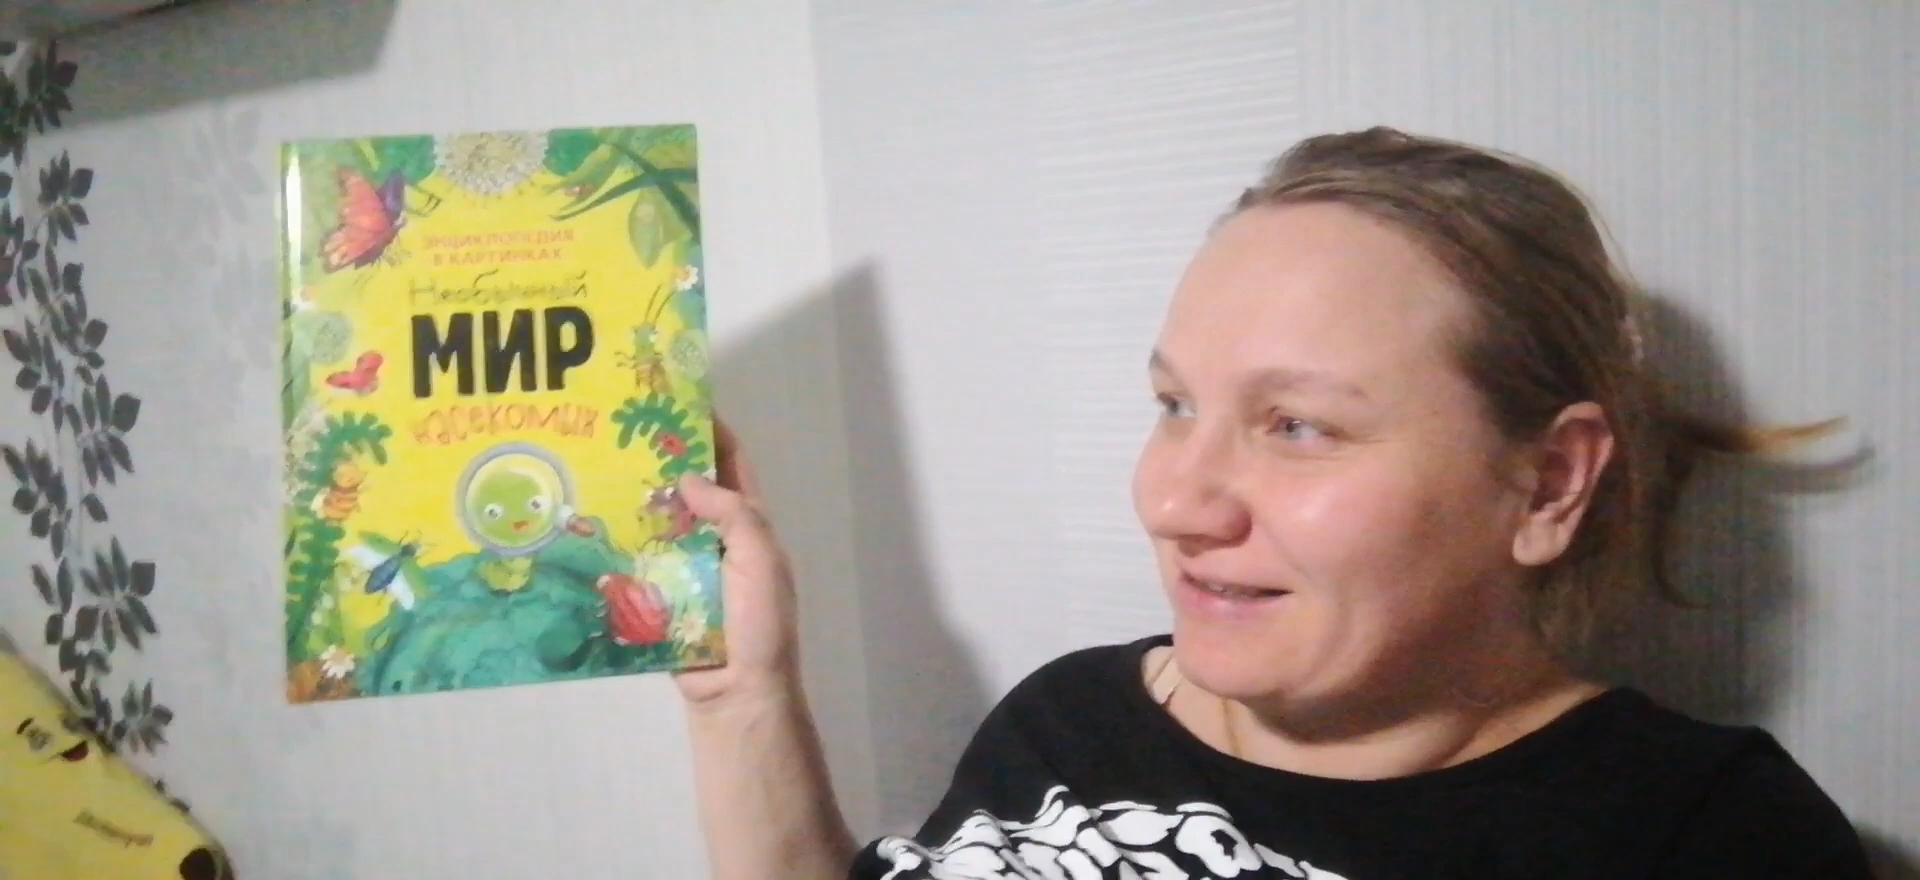 ЭНЦИКЛОПЕДИЯ
В КАРТИНКАХ
Необычный
МИР
насекомых